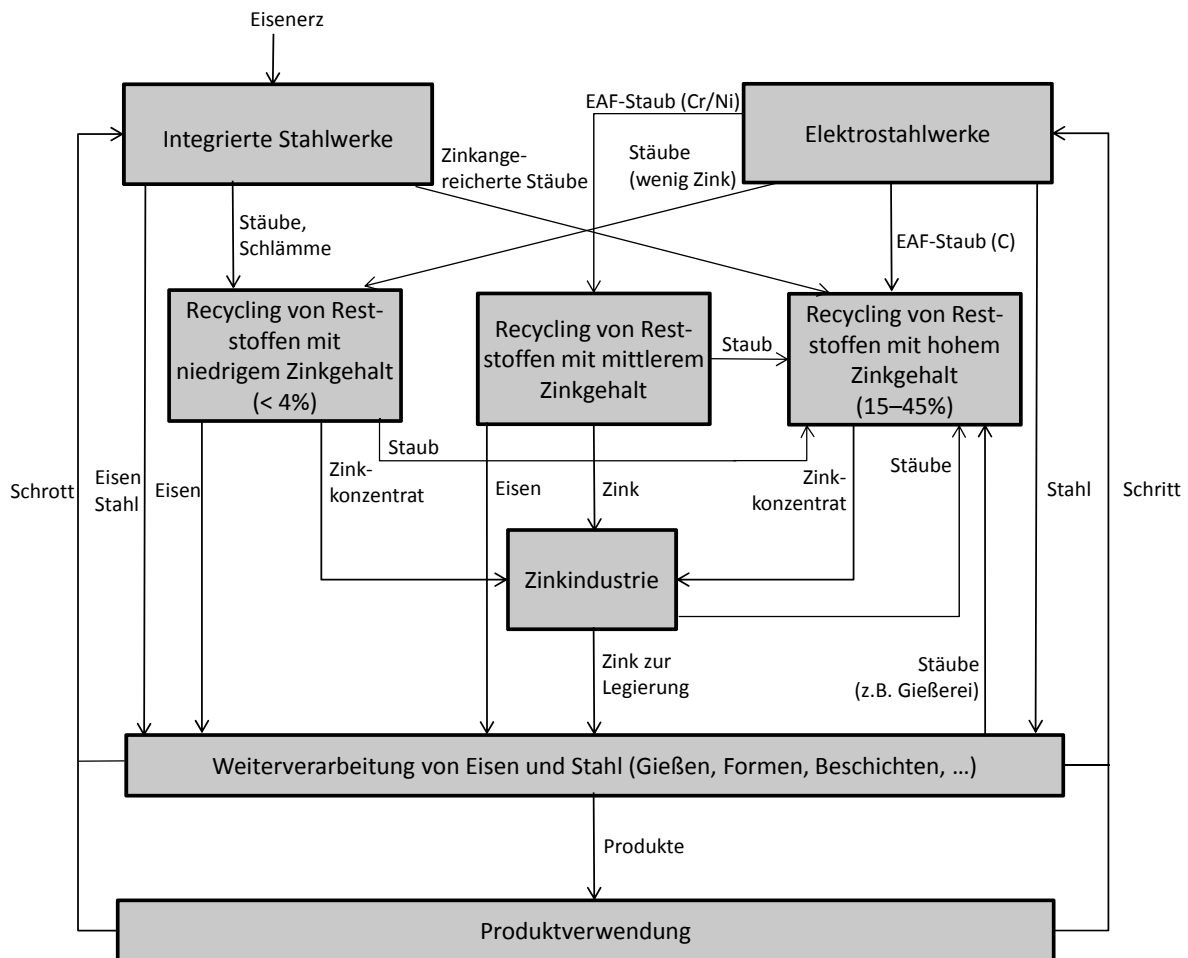 Eisenerz
Integrierte Stahlwerke
EAF-Staub (Cr/Ni)
Elektrostahlwerke
Zinkange-
reicherte Stäube
Stäube
(wenig Zink)
Stäube,
Schlämme
EAF-Staub (C)
Recycling von Rest-
stoffen mit
niedrigem Zinkgehalt
(< 4%)
Recycling von Rest-
stoffen mit mittlerem
Zinkgehalt
Staub
Recycling von Rest-
stoffen mit hohem
Zinkgehalt
(15–45%)
Schrott
Eisen
Stahl
Eisen
Zink-
konzentrat
Staub
Eisen
Zink
Zink-
konzentrat
Stäube
Stahl
Schritt
Zinkindustrie
Zink zur
Legierung
Stäube
(z.B. Gießerei)
Weiterverarbeitung von Eisen und Stahl (Gießen, Formen, Beschichten, …)
Produkte
Produktverwendung